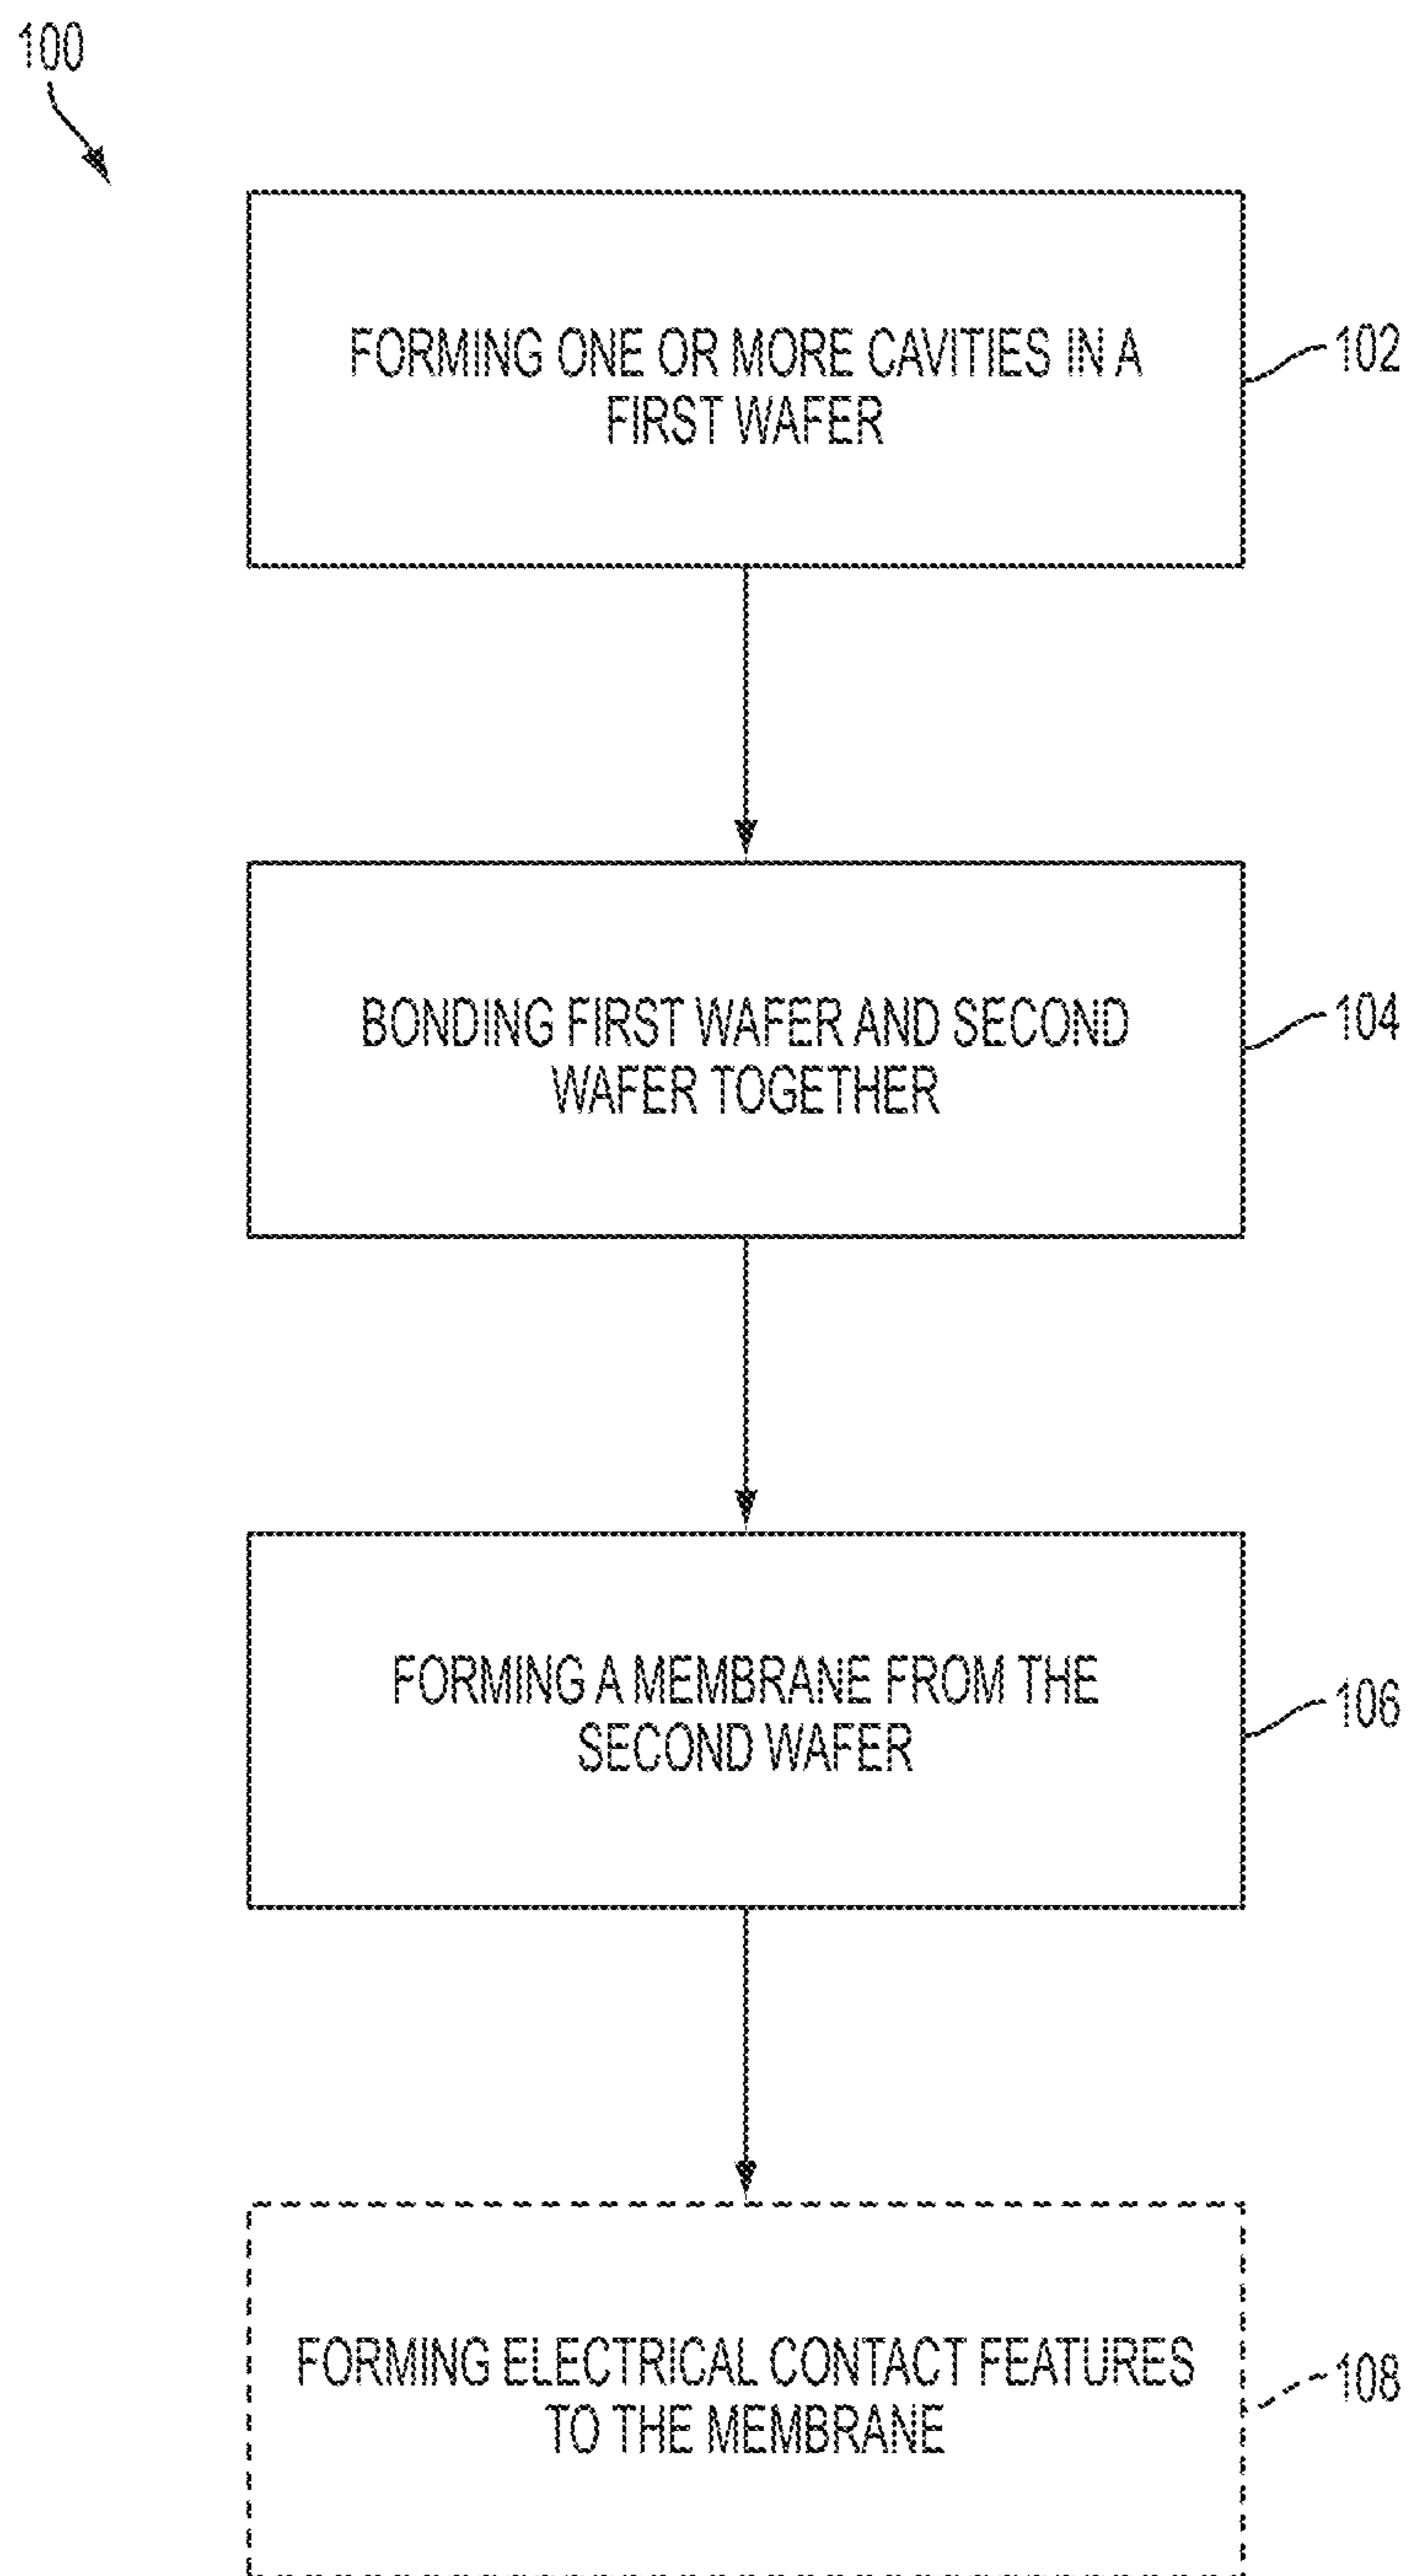 100
FORMING ONE OR MORE CAVITIES IN A
FIRST WAFER
102
BONDING FIRST WAFER AND SECOND
WAFER TOGETHER
104
FORMING A MEMBRANE FROM THE
SECOND WAFER
106
FORMING ELECTRICAL CONTACT FEATURES
TO THE MEMBRANE
108